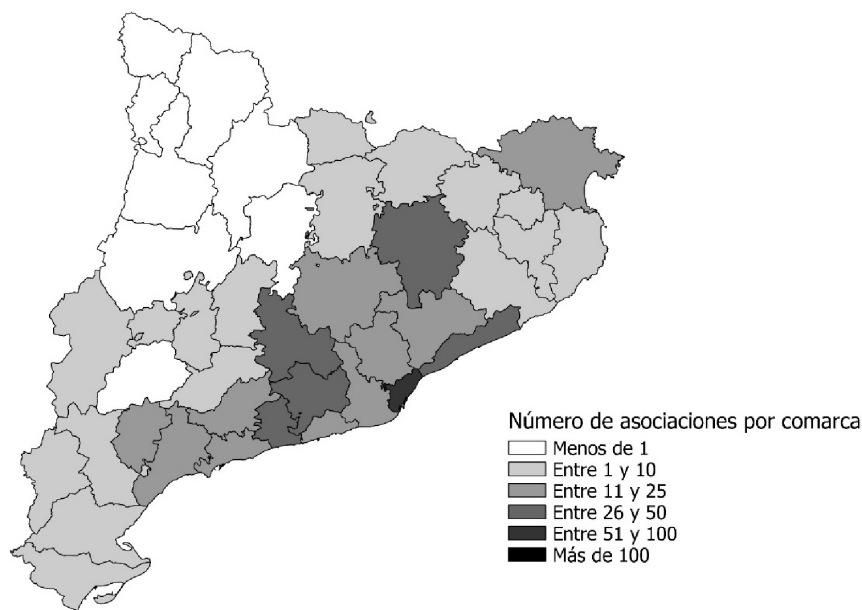 Número de asociaciones por comarca
Menos de 1
Entre 1 y 10
Entre 11 y 25
Entre 26 y 50
Entre 51 y 100
Más de 100